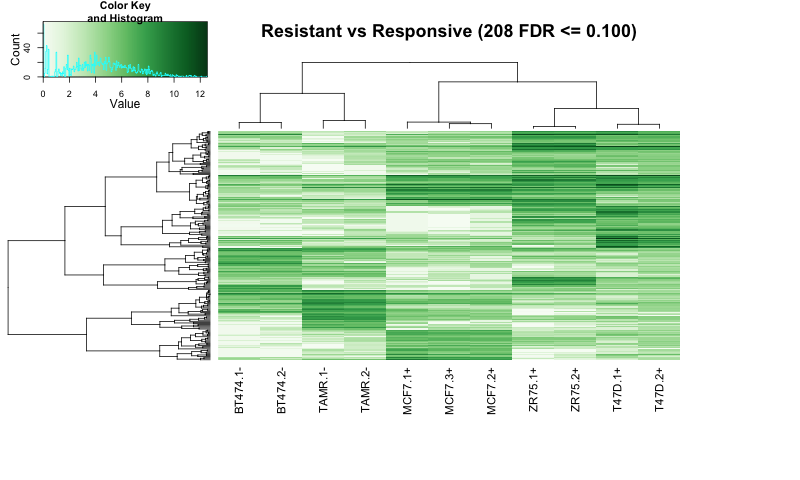 Color Key
and Histogram
Count
0 40
0 2 4 6 8 10 12
Value
Resistant vs Responsive (208 FDR <= 0.100)
BT474.1-
BT474.2-
TAMR.1-
TAMR.2-
MCF7.1+
MCF7.3+
MCF7.2+
ZR75.1+
ZR75.2+
T47D.1+
T47D.2+